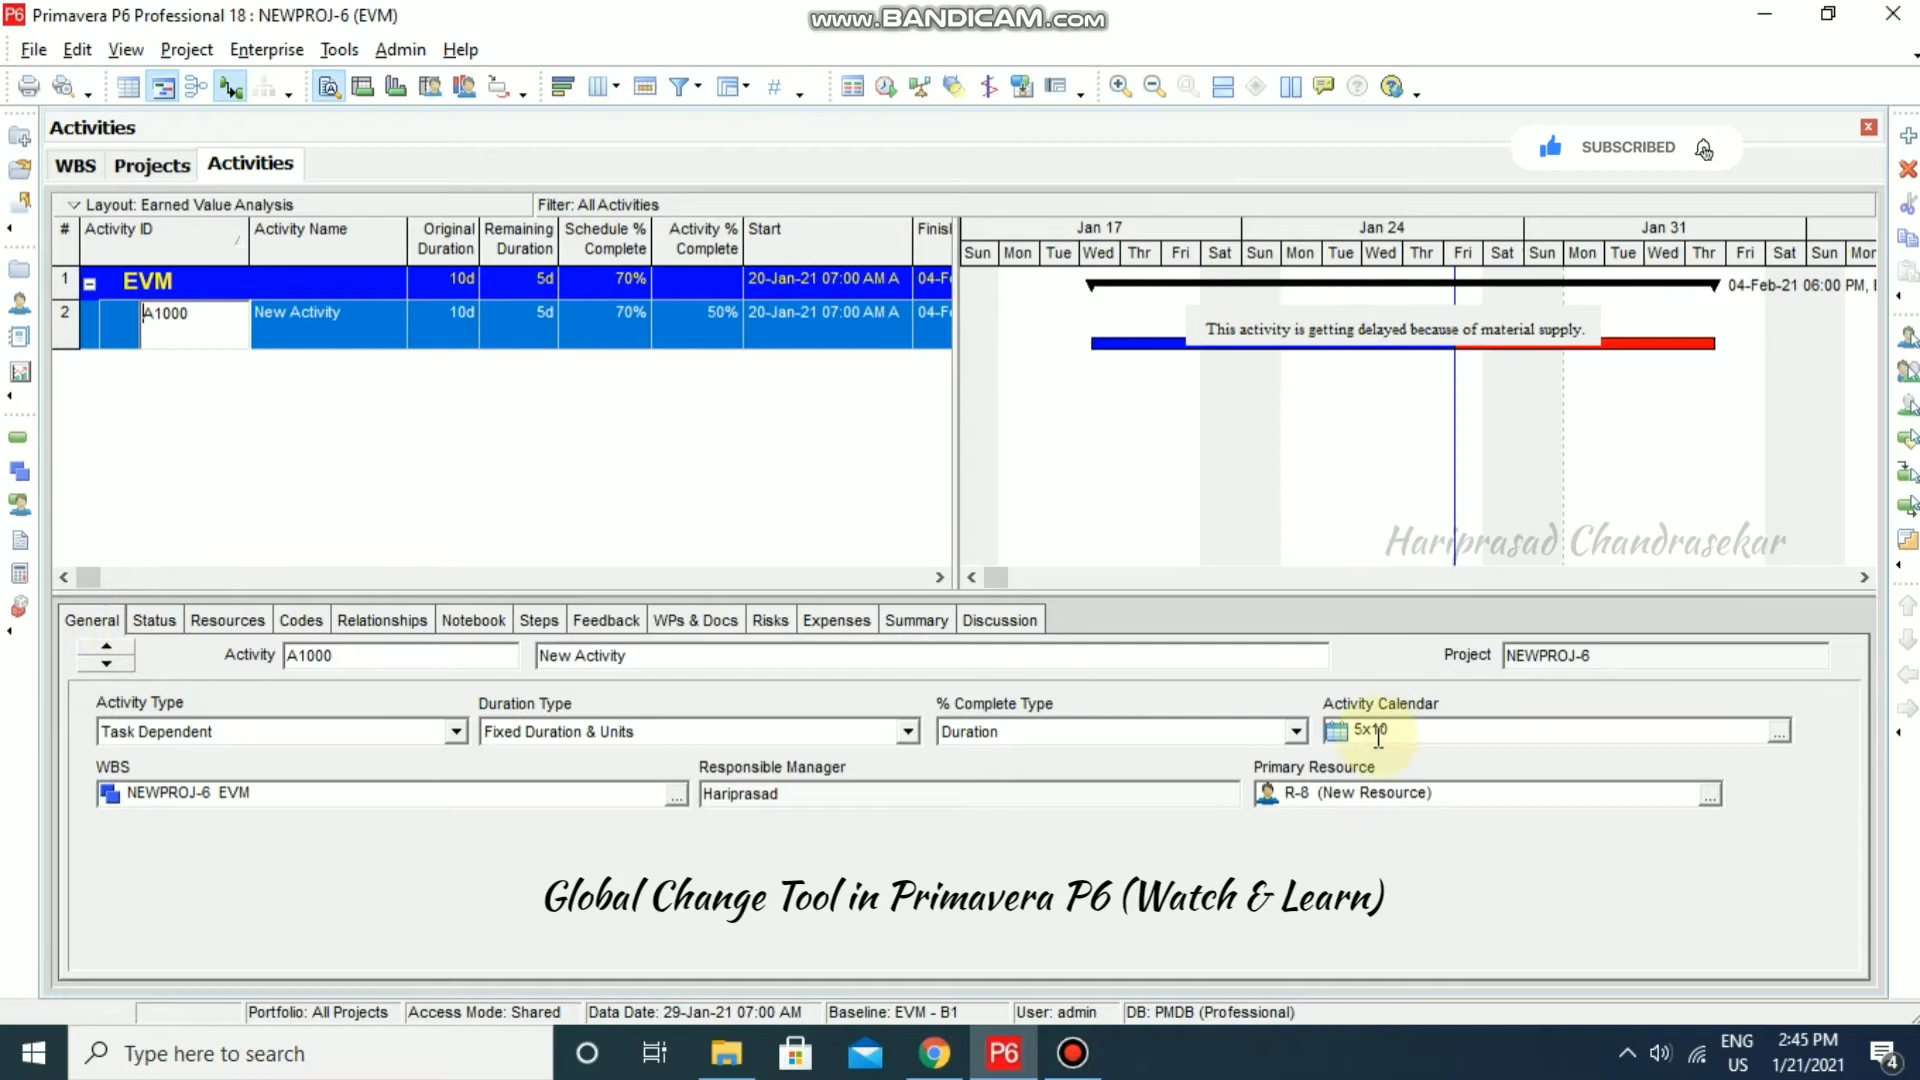 Primavera P6 Professional 18 : NEWPROJ-6 (EVM)
www.BANDICAM.com
File Edit View Project Enterprise Tools Admin Help
Activities
SUBSCRIBED
WBS Projects Activities
Layout: Earned Value Analysis Filter: All Activities
# Activity ID Activity Name Original Duration Remaining Duration Schedule % Complete Activity % Complete Start
Jan 17 Jan 24 Jan 31
Sun Mon Tue Wed Thr Fri Sat Sun Mon Tue Wed Thr Fri Sat Sun Mon Tue Wed Thr Fri Sat Sun Mon
1 EVM 10d 5d 70% 20-Jan-21 07:00 AM A 04-F
04-Feb-21 06:00 PM,
2 A1000 New Activity 10d 5d 70% 50% 20-Jan-21 07:00 AM A 04-F
This activity is getting delayed because of material supply.
Hariprasad Chandrasekar
General Status Resources Codes Relationships Notebook Steps Feedback WPs & Docs Risks Expenses Summary Discussion
Activity A1000 New Activity Project NEWPROJ-6
Activity Type Duration Type % Complete Type Activity Calendar
Task Dependent Fixed Duration & Units Duration 5x10
WBS Responsible Manager Primary Resource
NEWPROJ-6 EVM Hariprasad R-8 (New Resource)
Global Change Tool in Primavera P6 (Watch & Learn)
Portfolio: All Projects Access Mode: Shared Data Date: 29-Jan-21 07:00 AM Baseline: EVM - B1 User: admin DB: PMDB (Professional)
Type here to search
P6
ENG
US
2:45 PM
1/21/2021
4